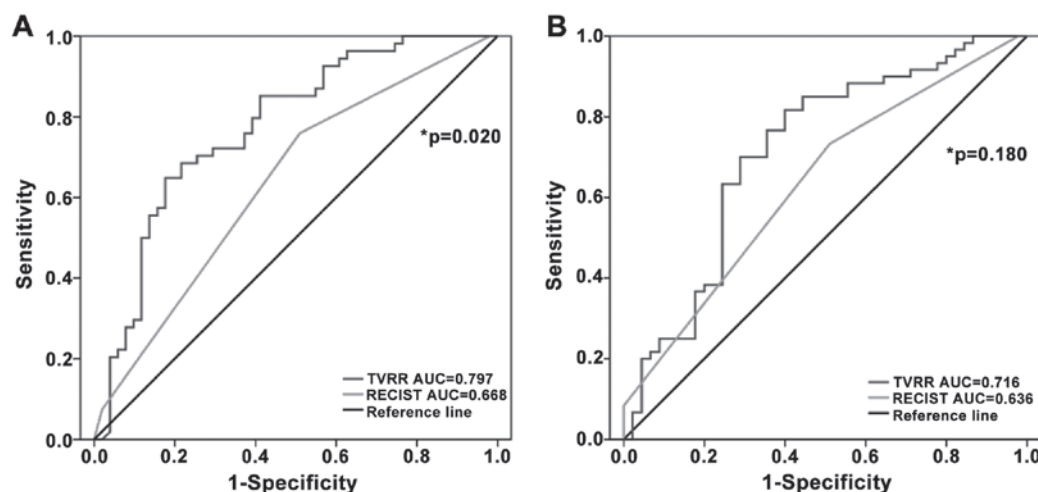 A
1.0
0.8
0.6
0.4
0.2
0.0
Sensitivity
*p=0.020
TVRR AUC=0.797
RECIST AUC=0.668
Reference line
0.0 0.2 0.4 0.6 0.8 1.0
1-Specificity
B
1.0
0.8
0.6
0.4
0.2
0.0
Sensitivity
*p=0.180
TVRR AUC=0.716
RECIST AUC=0.636
Reference line
0.0 0.2 0.4 0.6 0.8 1.0
1-Specificity